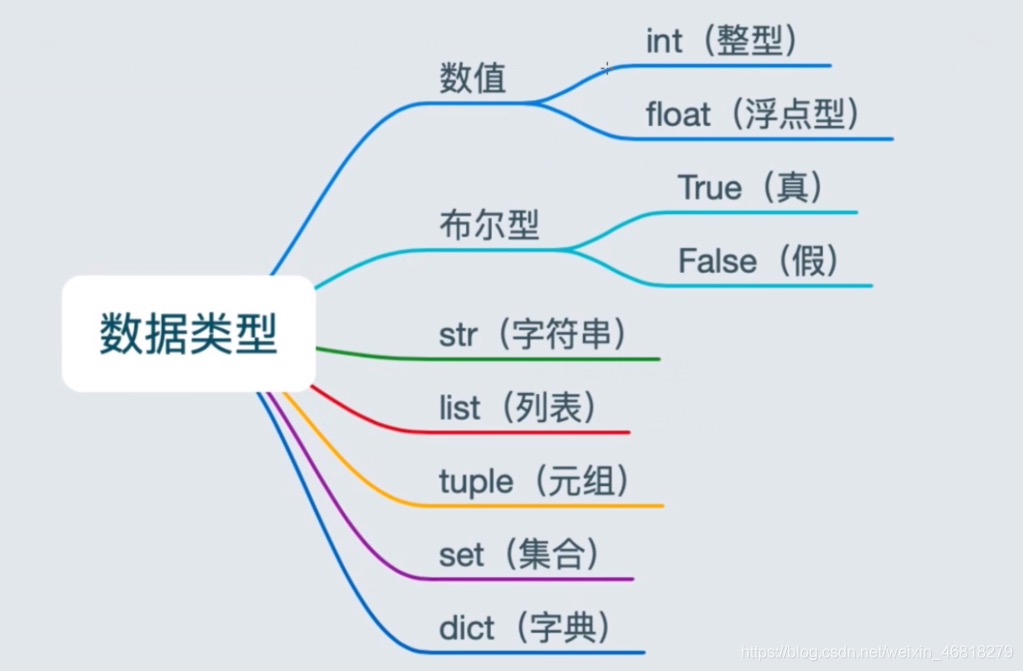 数据类型
数值
int（整型）
float（浮点型）
布尔型
True（真）
False（假）
str（字符串）
list（列表）
tuple（元组）
set（集合）
dict（字典）
https://blog.csdn.net/weixin_46818279